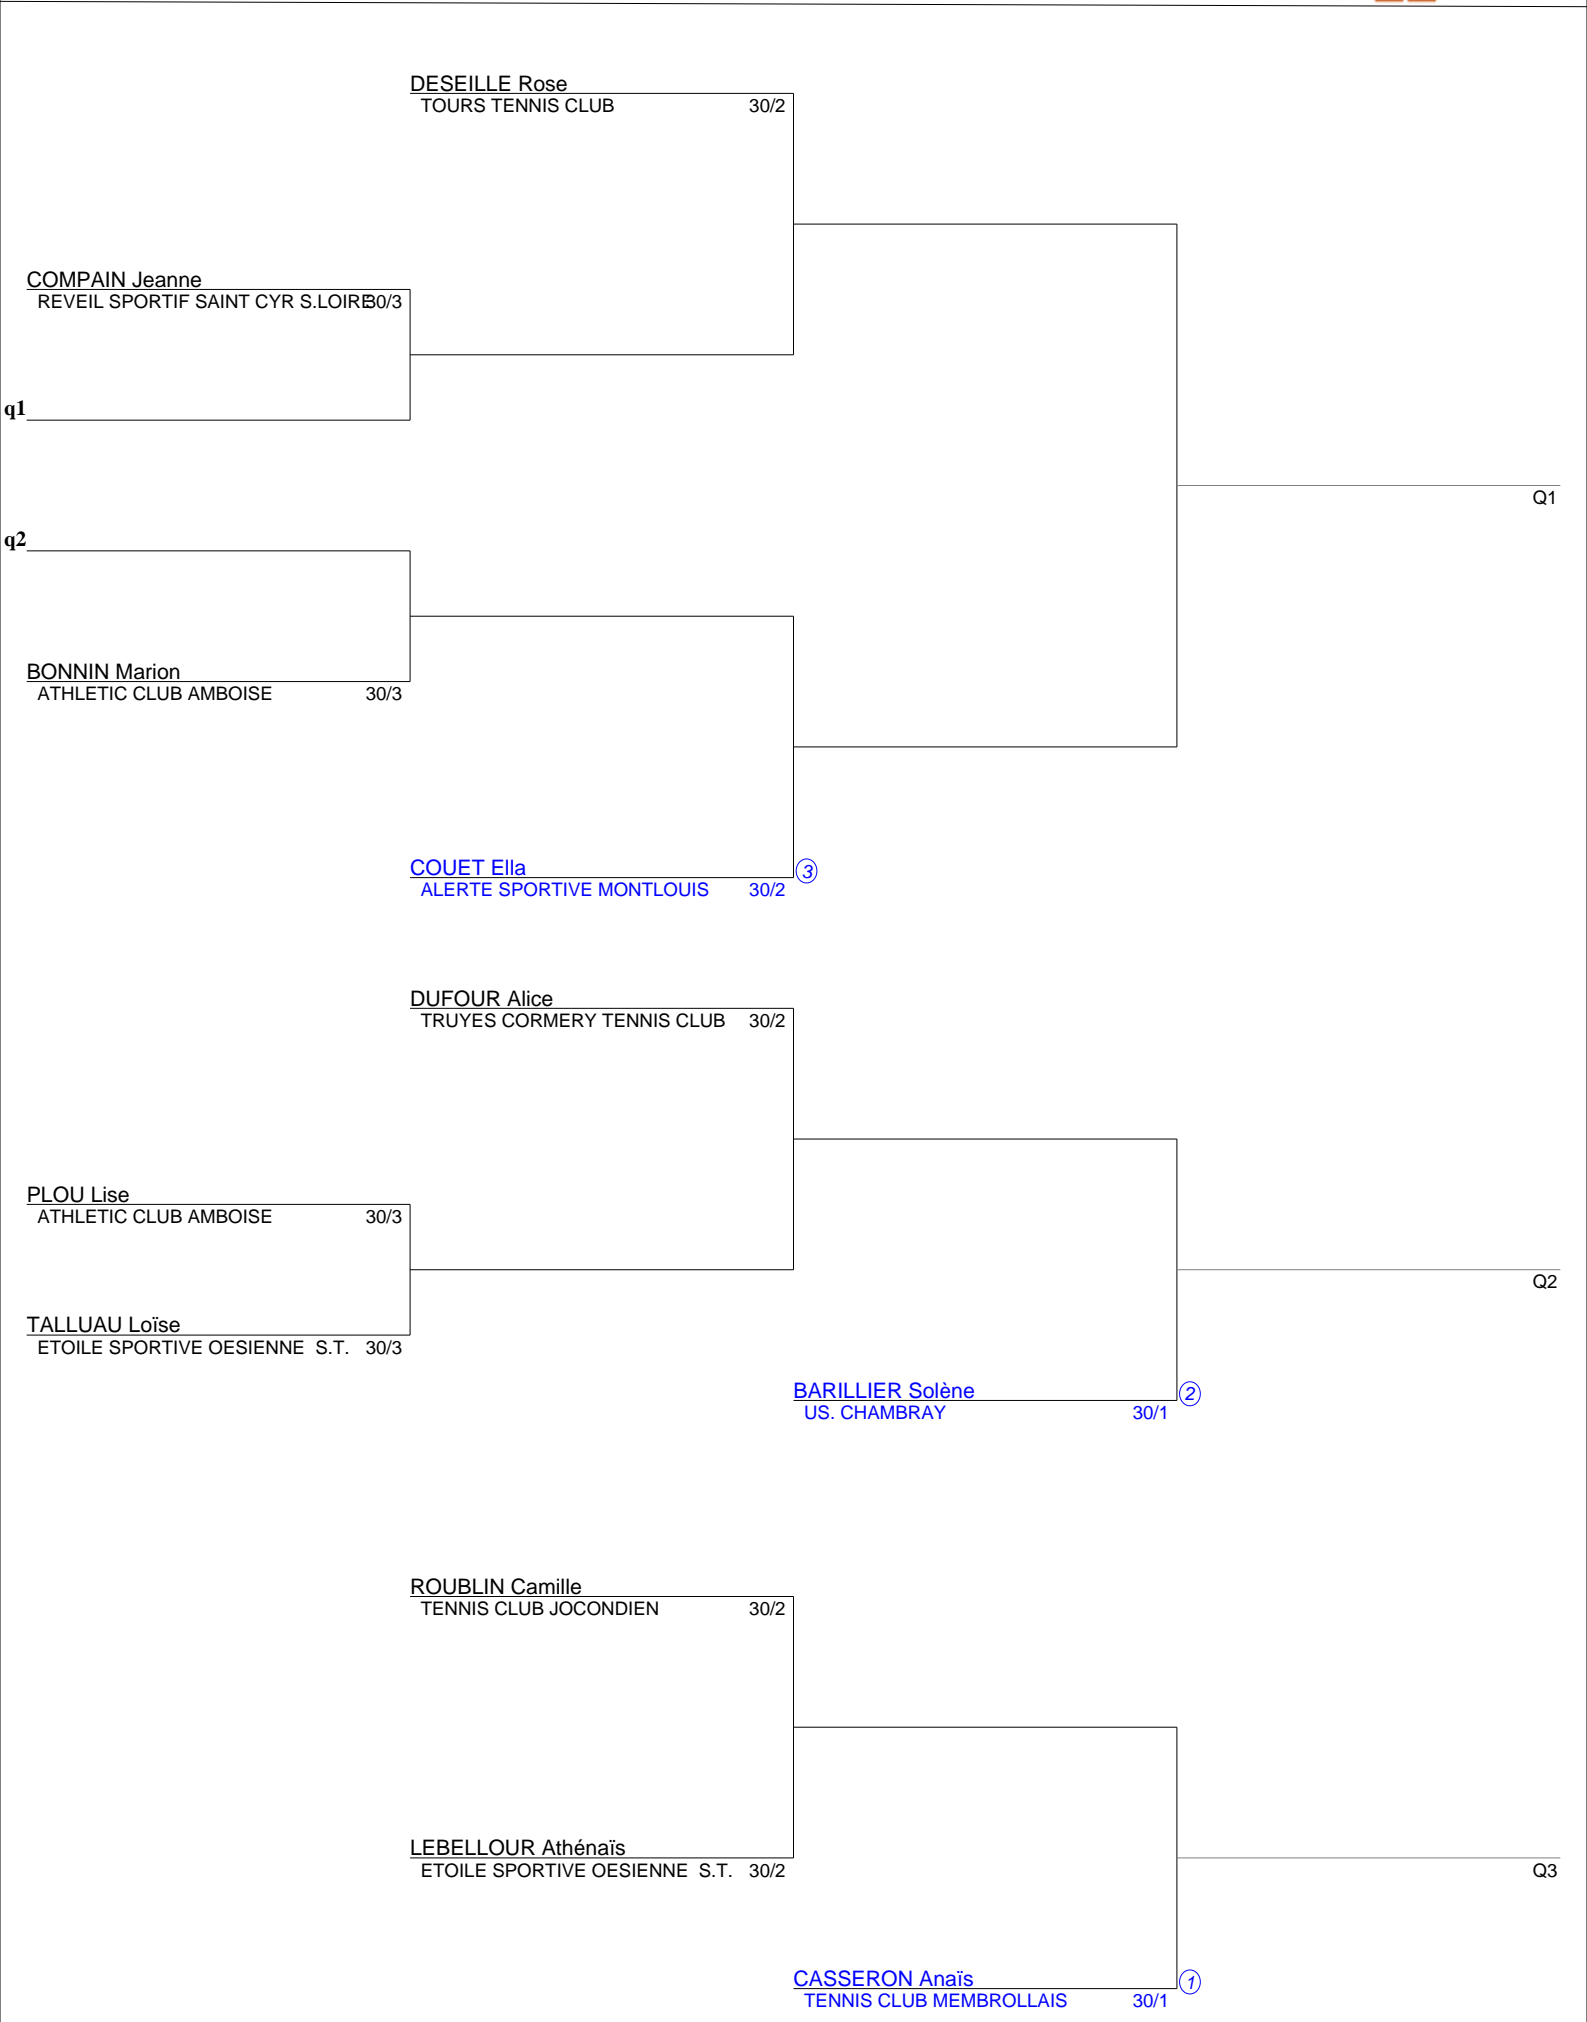 DESEILLE Rose
TOURS TENNIS CLUB 30/2
COMPAIN Jeanne
REVEIL SPORTIF SAINT CYR S.LOIRE 30/3
q1
Q1
q2
BONNIN Marion
ATHLETIC CLUB AMBOISE 30/3
COUET Ella 3
ALERTE SPORTIVE MONTLOUIS 30/2
DUFOUR Alice
TRUYES CORMERY TENNIS CLUB 30/2
PLOU Lise
ATHLETIC CLUB AMBOISE 30/3
Q2
TALLUAU Loïse
ETOILE SPORTIVE OESIENNE S.T. 30/3
BARILLIER Solène 2
US. CHAMBRAY 30/1
ROUBLIN Camille
TENNIS CLUB JOCONDIEN 30/2
LEBELLOUR Athénaïs
ETOILE SPORTIVE OESIENNE S.T. 30/2
Q3
CASSERON Anaïs 1
TENNIS CLUB MEMBROLLAIS 30/1